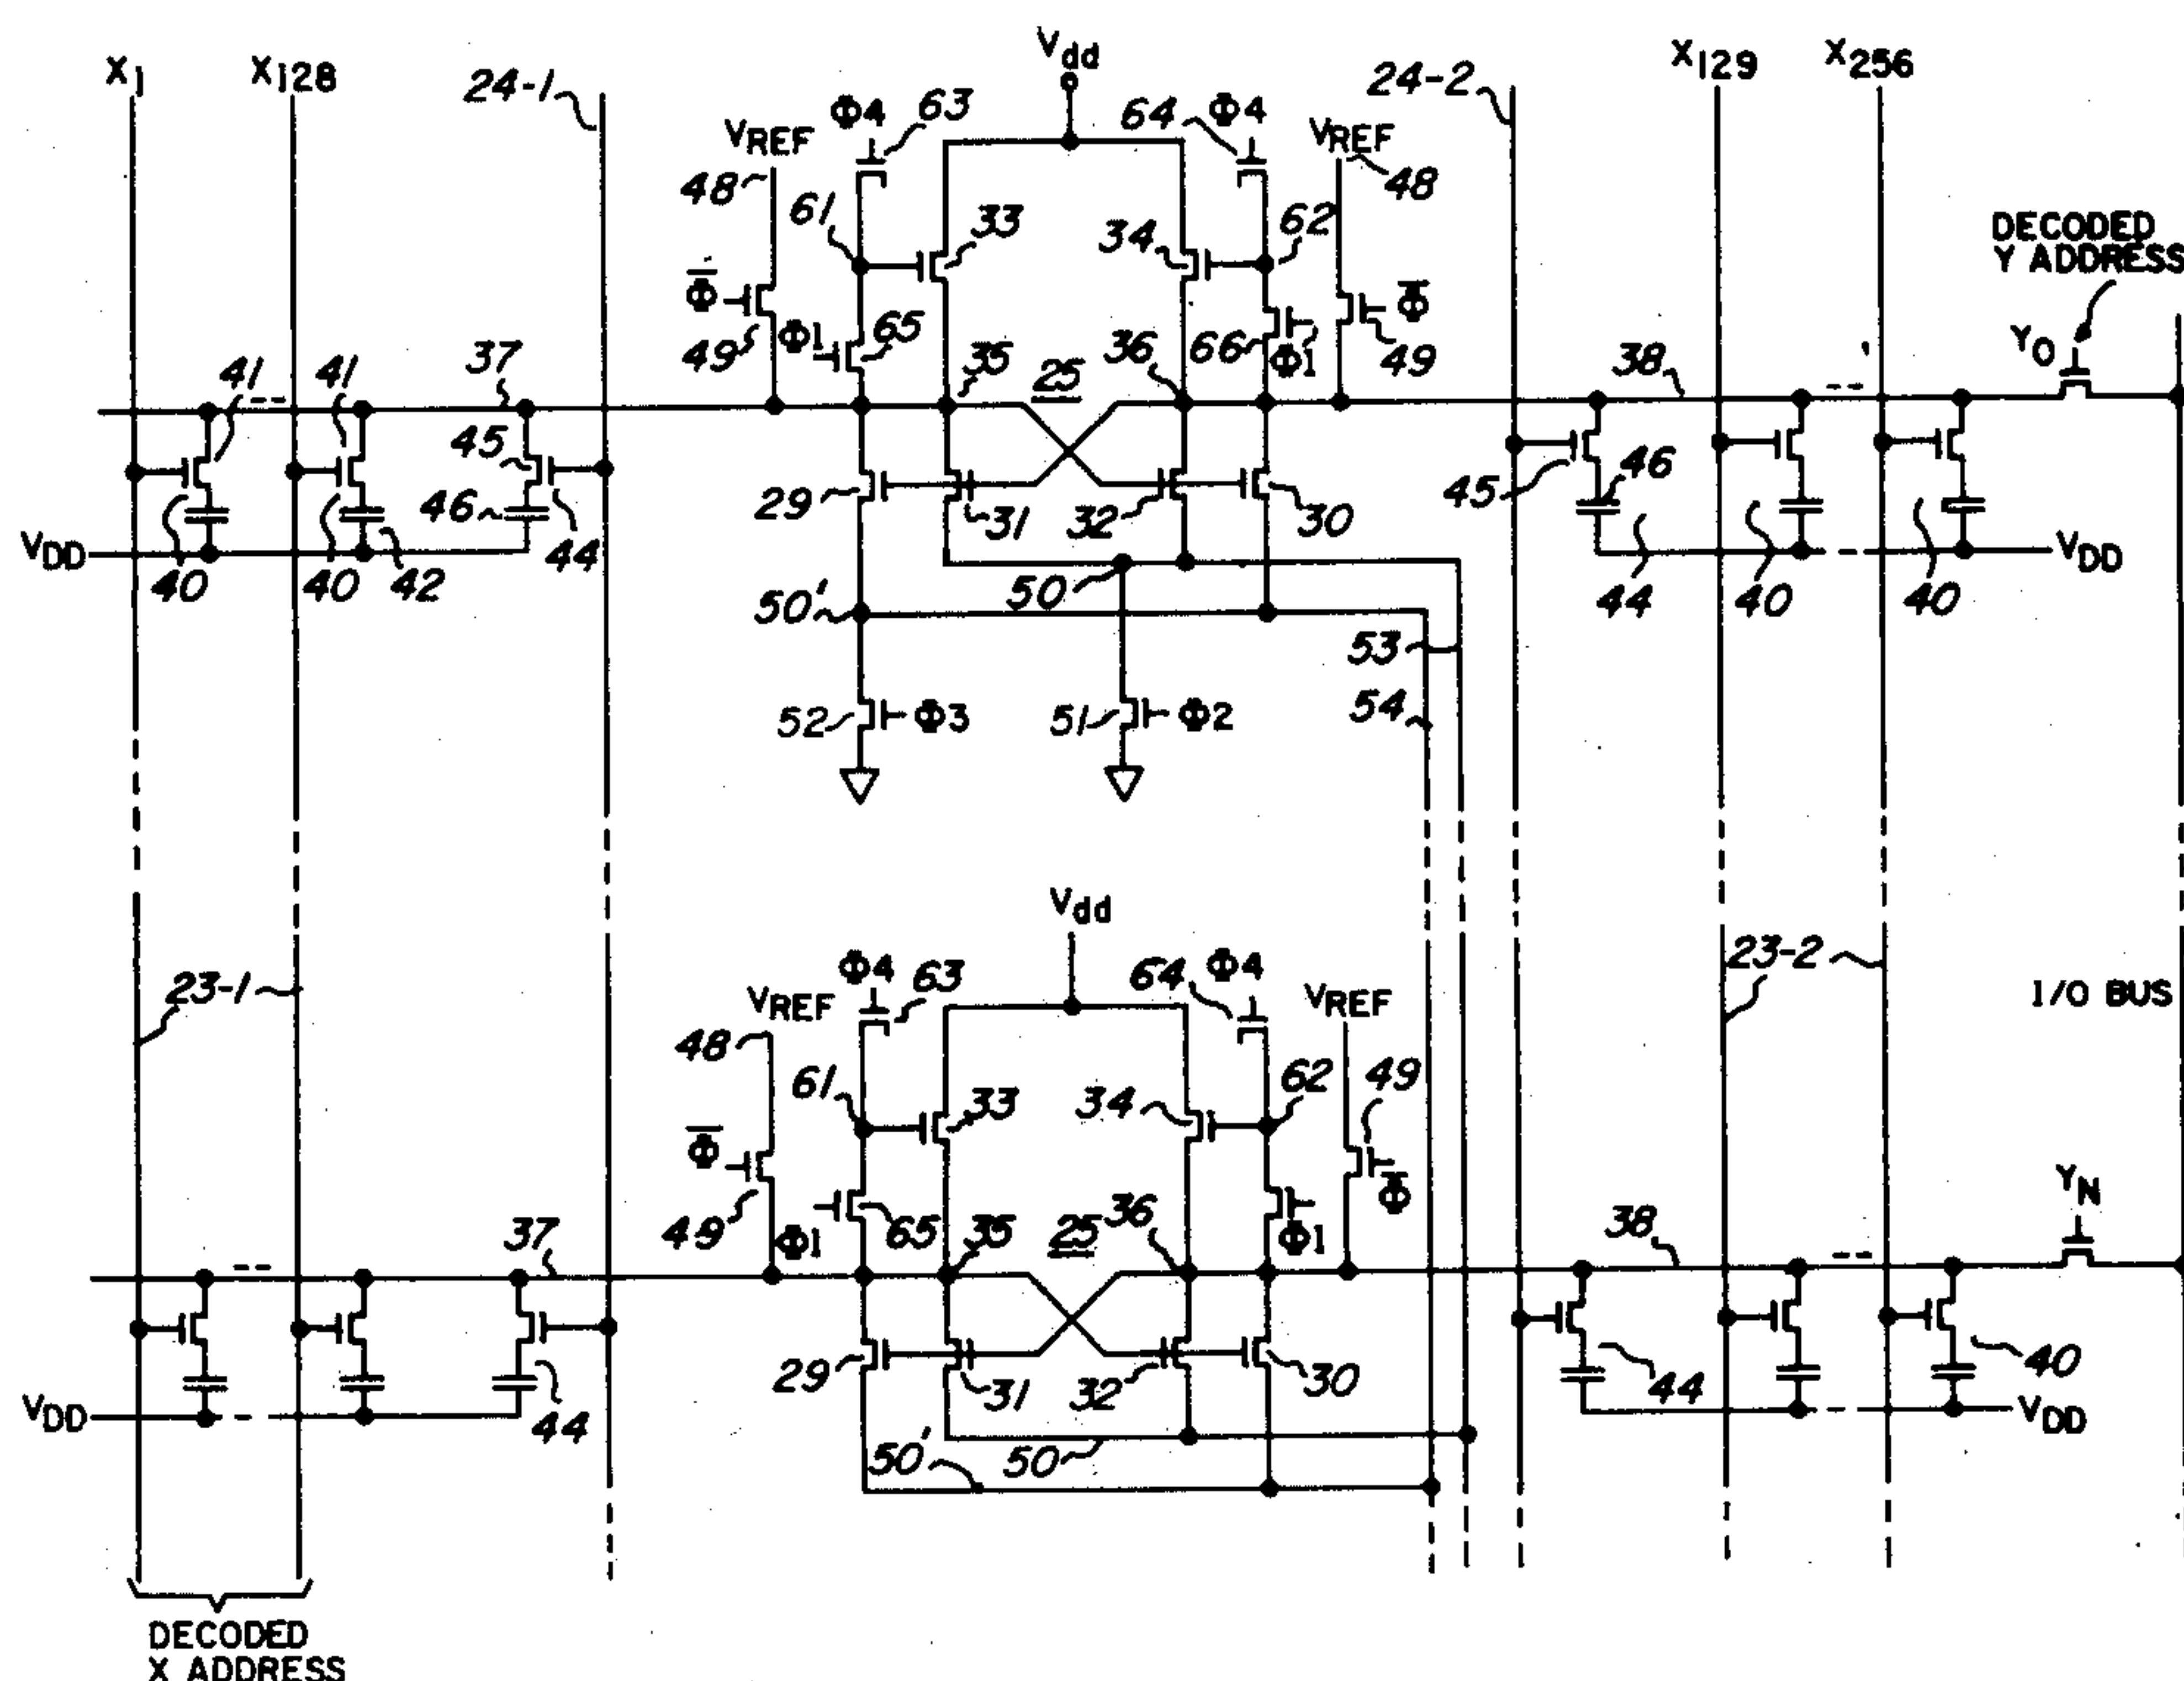 X1 X128 24-1 Vdd 24-2 X129 X256
VREF Φ4 63 64 Φ4 VREF
48 48
61 33 34 62 DECODED
Y ADDRESS
Φ̅ Φ1 65 35 25 36 66 Φ1 Φ̅ Y0
49 49
41 -- 41 37 38 --
45 45 46
46 29 31 32 30
VDD 40 40 42 44 44 40 40 VDD
50' 50 53
54
52 Φ3 51 Φ2
Vdd
23-1 Φ4 63 64 Φ4 23-2
VREF VREF I/O BUS
48
61 33 34 62 49
Φ̅ Φ̅
49 Φ1 65 35 25 36 Φ1 YN
37 38
-- --
29 31 32 30 44 40
VDD 44 VDD
50' 50
DECODED
X ADDRESS